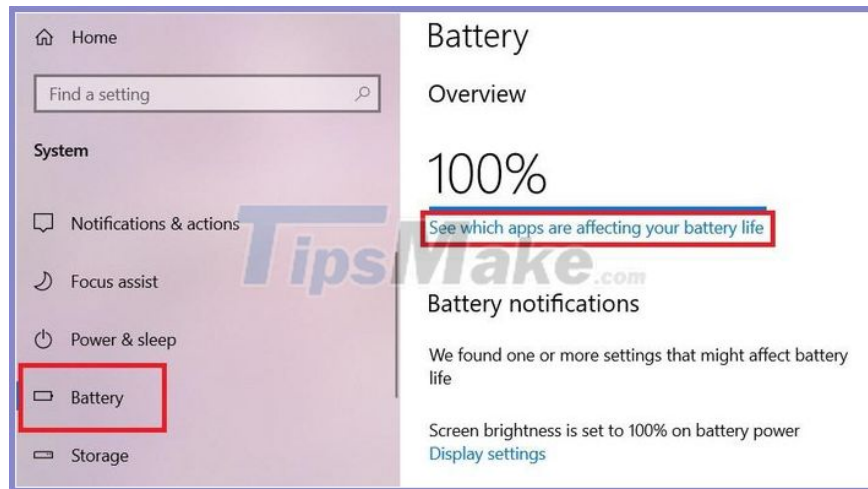 Home
Find a setting
System
Notifications & actions
Focus assist
Power & sleep
Battery
Storage
Battery
Overview
100%
See which apps are affecting your battery life
Battery notifications
We found one or more settings that might affect battery
life
Screen brightness is set to 100% on battery power
Display settings
TipsMake.com